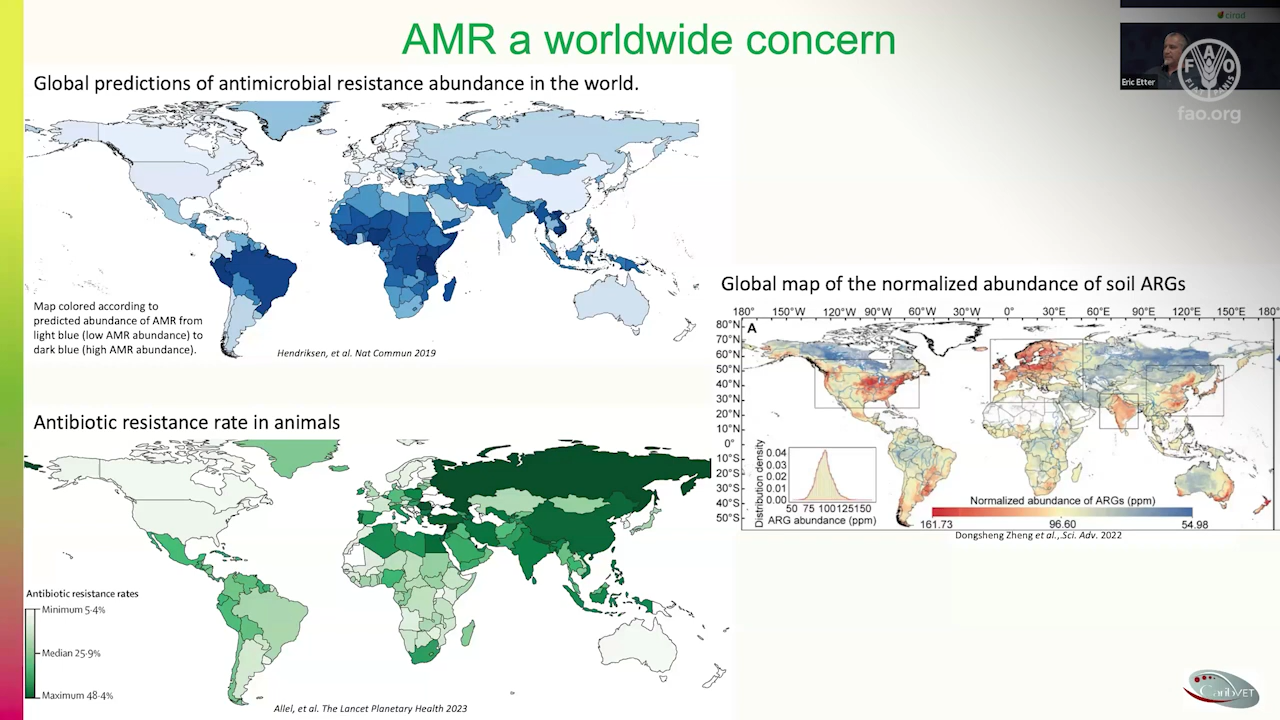 AMR a worldwide concern
cirad
Eric Etter
FAO
FIAT PANIS
fao.org
Global predictions of antimicrobial resistance abundance in the world.
Map colored according to
predicted abundance of AMR from
light blue (low AMR abundance) to
dark blue (high AMR abundance).
Hendriksen, et al. Nat Commun 2019
Global map of the normalized abundance of soil ARGs
180° 150°W 120°W 90°W 60°W 30°W 0° 30°E 60°E 90°E 120°E 150°E 180°
A
80°N
70°N
60°N
50°N
40°N
30°N
20°N
10°N
0°
10°S
20°S
30°S
40°S
50°S
Distribution density
0.04
0.03
0.02
0.01
0.00
50 75 100 125 150
ARG abundance (ppm)
Normalized abundance of ARGs (ppm)
161.73 96.60 54.98
Dongsheng Zheng et al.,.Sci. Adv. 2022
Antibiotic resistance rate in animals
Antibiotic resistance rates
Minimum 5·4%
Median 25·9%
Maximum 48·4%
Allel, et al. The Lancet Planetary Health 2023
CaribVET